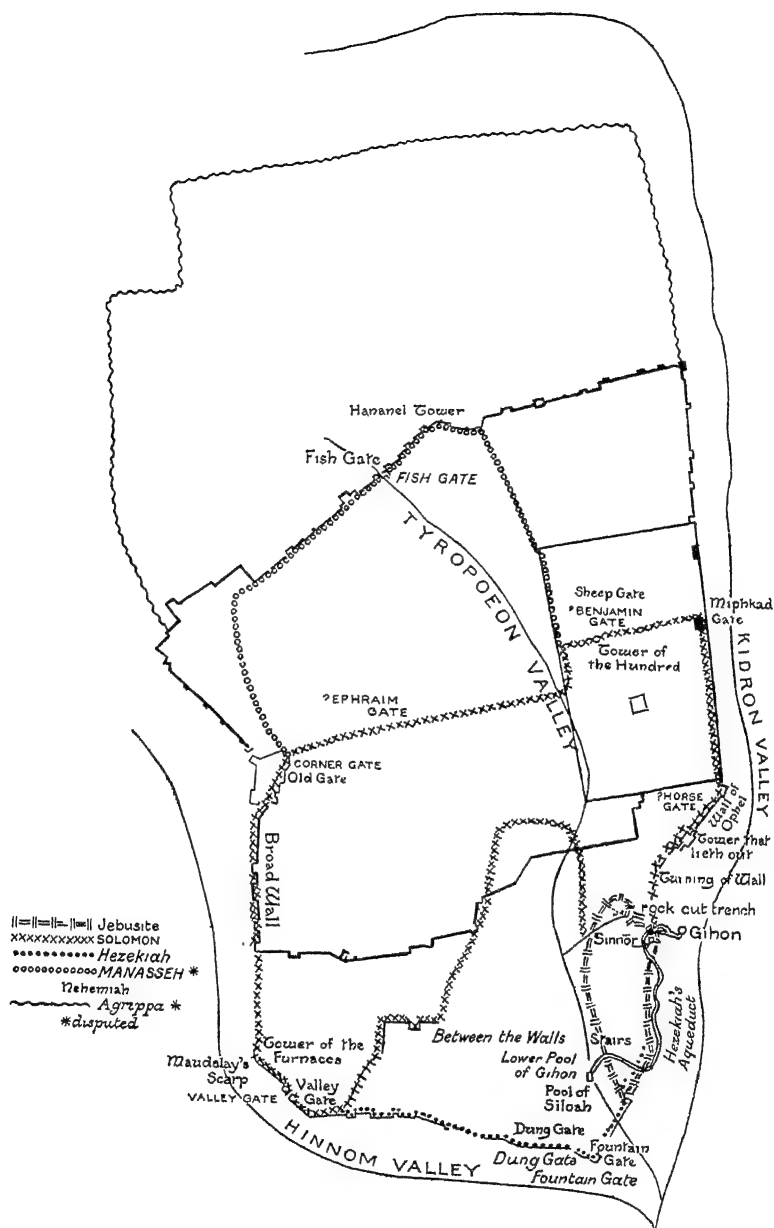 Hananel Tower
Fish Gate
FISH GATE
TYROPOEON VALLEY
Sheep Gate
?BENJAMIN
GATE
Miphkad
Gate
Tower of
the Hundred
KIDRON VALLEY
?EPHRAIM
GATE
CORNER GATE
Old Gate
?HORSE
GATE
Wall of
Ophel
Tower that
lieth out
Broad Wall
Turning of Wall
rock cut trench
Sinnor
Gihon
Jebusite
SOLOMON
Hezekiah
MANASSEH *
Nehemiah
Agrippa *
*disputed
Hezekiah's
Aqueduct
Between the Walls
Stairs
Lower Pool
of Gihon
Tower of the
Furnaces
Maudslay's
Scarp
VALLEY GATE
Valley
Gate
Pool of
Siloah
Dung Gate
Fountain
Gate
HINNOM VALLEY
Dung Gate
Fountain Gate